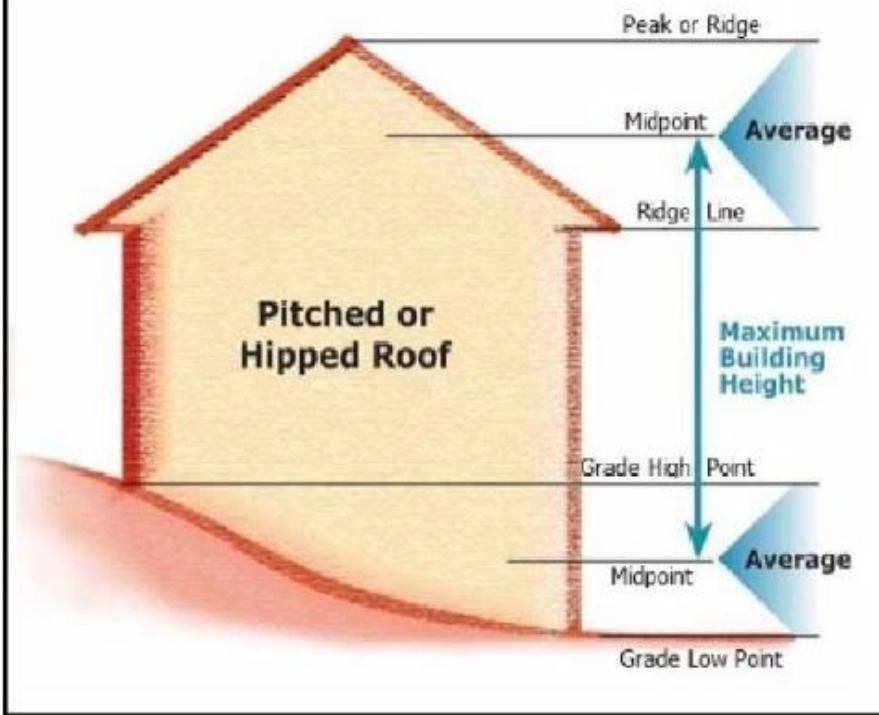 Peak or Ridge
Midpoint
Average
Ridge Line
Pitched or
Hipped Roof
Maximum
Building
Height
Grade High Point
Average
Midpoint
Grade Low Point